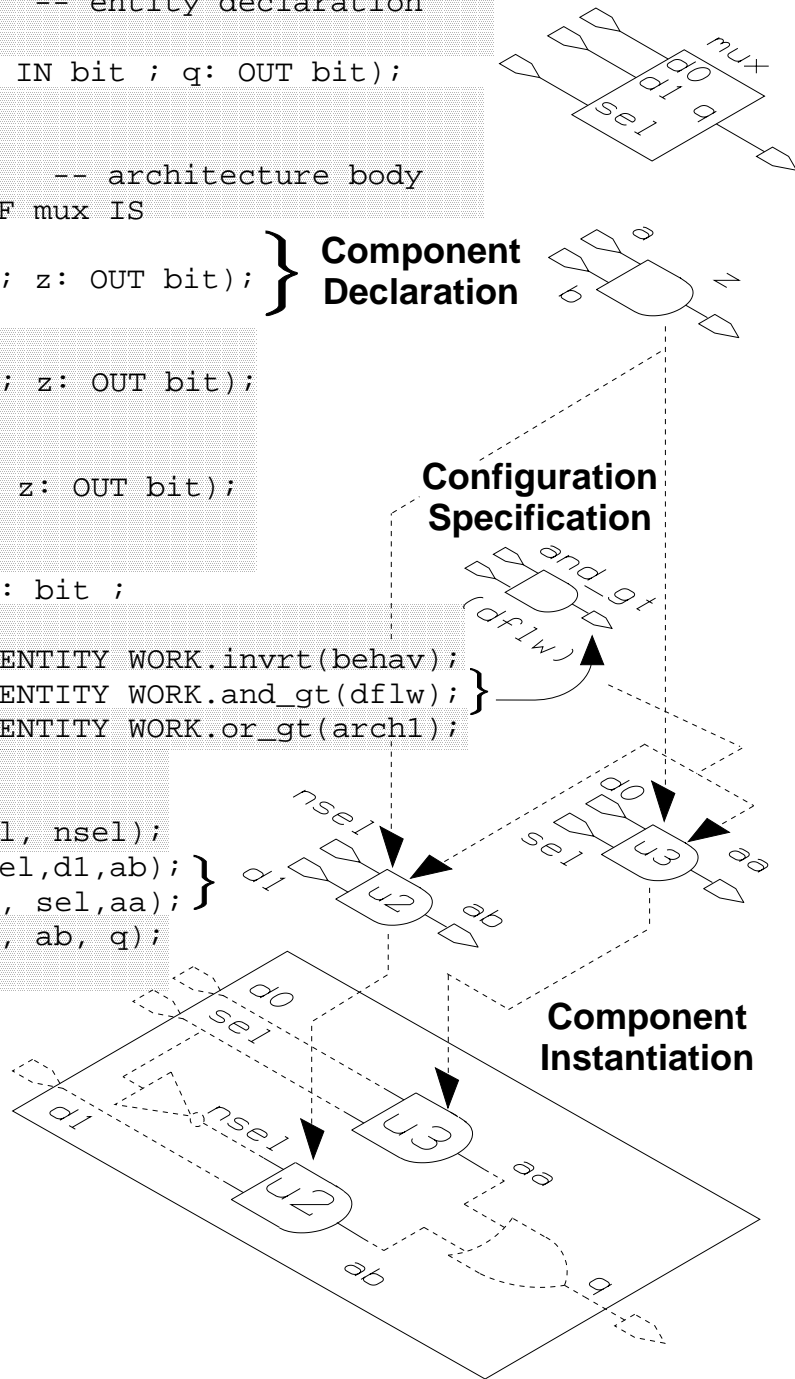 -- entity declaration
IN bit ; q: OUT bit);
-- architecture body
F mux IS
; z: OUT bit);
Component
Declaration
; z: OUT bit);
z: OUT bit);
: bit ;
ENTITY WORK.invrt(behav);
ENTITY WORK.and_gt(dflw);
ENTITY WORK.or_gt(arch1);
l, nsel);
el,d1,ab);
, sel,aa);
, ab, q);
mux
d0
d1
sel
q
a
b
z
Configuration
Specification
and_gt
(dflw)
nsel
d1
u2
ab
d0
sel
u3
aa
Component
Instantiation
d0
sel
d1
nsel
u3
u2
aa
ab
q